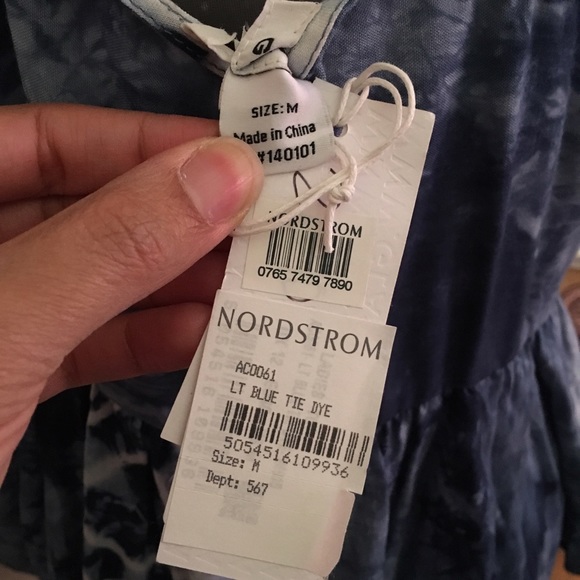 SIZE: M
Made in China
#140101
NORDSTROM
0765 7479 7890
NORDSTROM
AC0061
LT BLUE TIE DYE
5054516109936
Size: M
Dept: 567